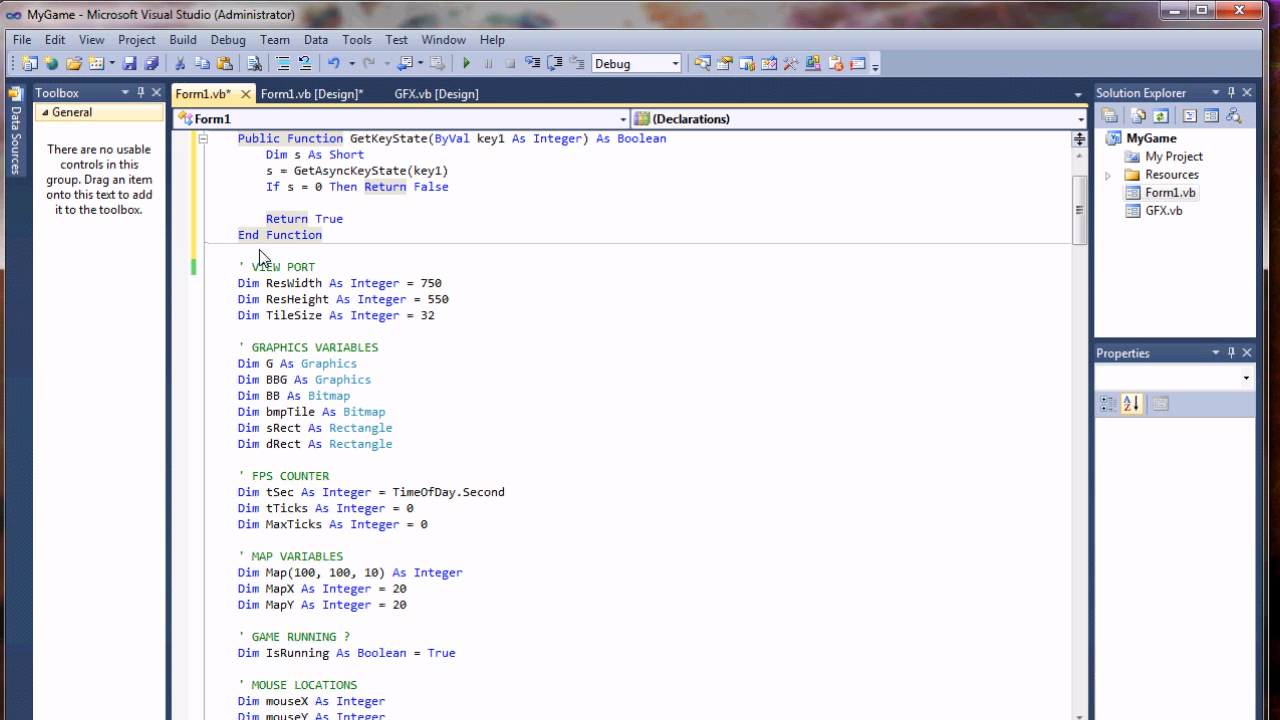 MyGame - Microsoft Visual Studio (Administrator)
File Edit View Project Build Debug Team Data Tools Test Window Help
Debug
Toolbox
Form1.vb* Form1.vb [Design]* GFX.vb [Design]
Solution Explorer
Data Sources
General
There are no usable
controls in this
group. Drag an item
onto this text to add
it to the toolbox.
Form1 (Declarations)
Public Function GetKeyState(ByVal key1 As Integer) As Boolean
Dim s As Short
s = GetAsyncKeyState(key1)
If s = 0 Then Return False
Return True
End Function
' VIEW PORT
Dim ResWidth As Integer = 750
Dim ResHeight As Integer = 550
Dim TileSize As Integer = 32
' GRAPHICS VARIABLES
Dim G As Graphics
Dim BBG As Graphics
Dim BB As Bitmap
Dim bmpTile As Bitmap
Dim sRect As Rectangle
Dim dRect As Rectangle
' FPS COUNTER
Dim tSec As Integer = TimeOfDay.Second
Dim tTicks As Integer = 0
Dim MaxTicks As Integer = 0
' MAP VARIABLES
Dim Map(100, 100, 10) As Integer
Dim MapX As Integer = 20
Dim MapY As Integer = 20
' GAME RUNNING ?
Dim IsRunning As Boolean = True
' MOUSE LOCATIONS
Dim mouseX As Integer
Dim mouseY As Integer
MyGame
My Project
Resources
Form1.vb
GFX.vb
Properties